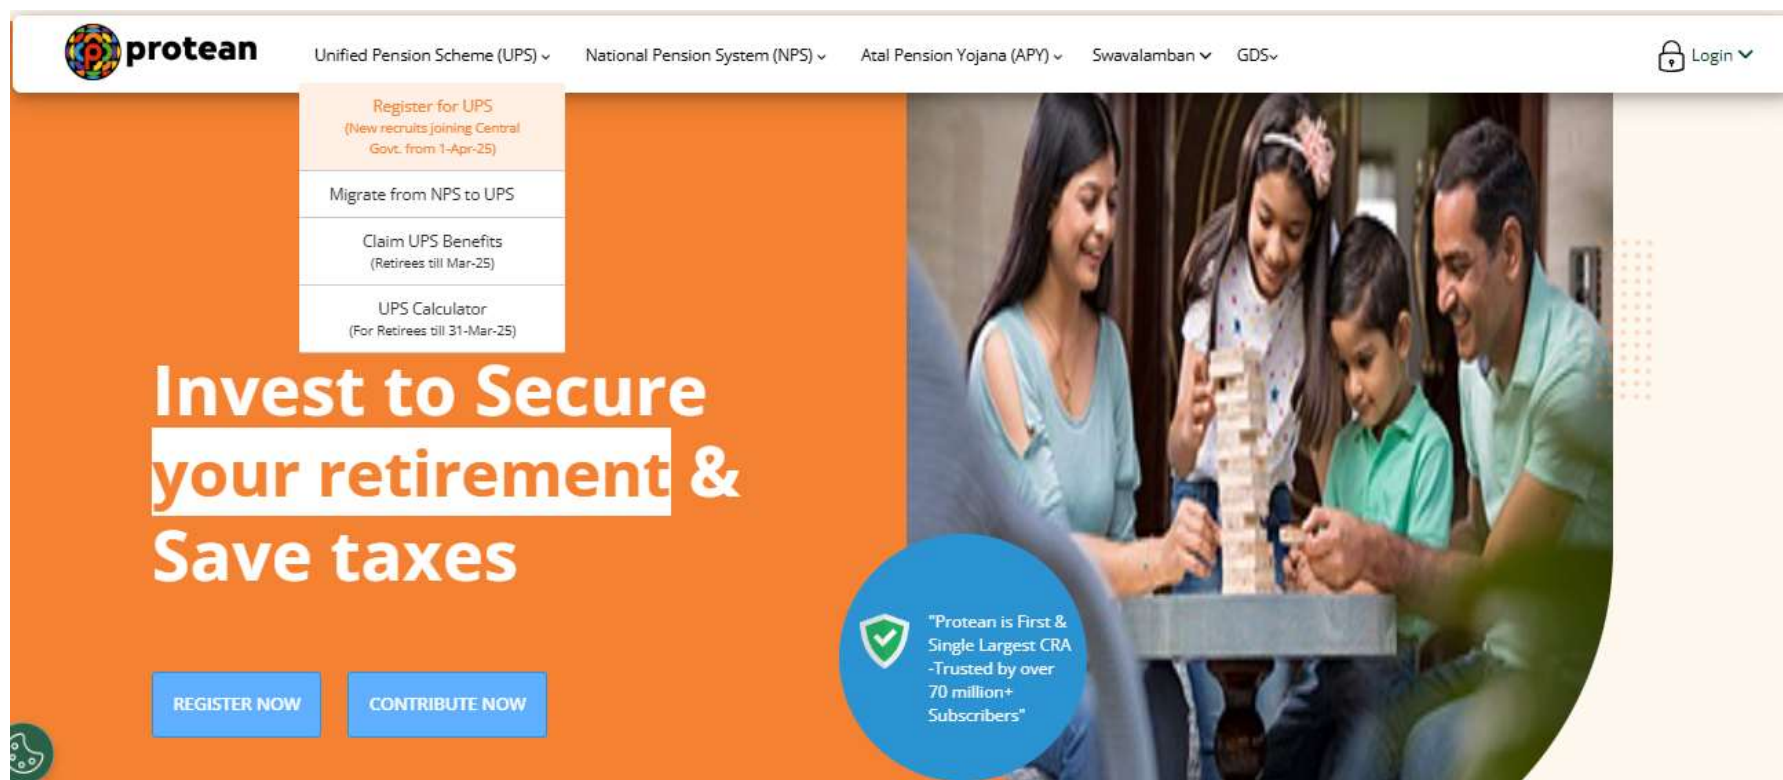 protean
Unified Pension Scheme (UPS)
National Pension System (NPS)
Atal Pension Yojana (APY)
Swavalamban
GDS
Login
Register for UPS
(New recruits joining Central
Govt. from 1-Apr-25)
Migrate from NPS to UPS
Claim UPS Benefits
(Retirees till Mar-25)
UPS Calculator
(For Retirees till 31-Mar-25)
Invest to Secure
your retirement &
Save taxes
REGISTER NOW
CONTRIBUTE NOW
"Protean is First &
Single Largest CRA
-Trusted by over
70 million+
Subscribers"